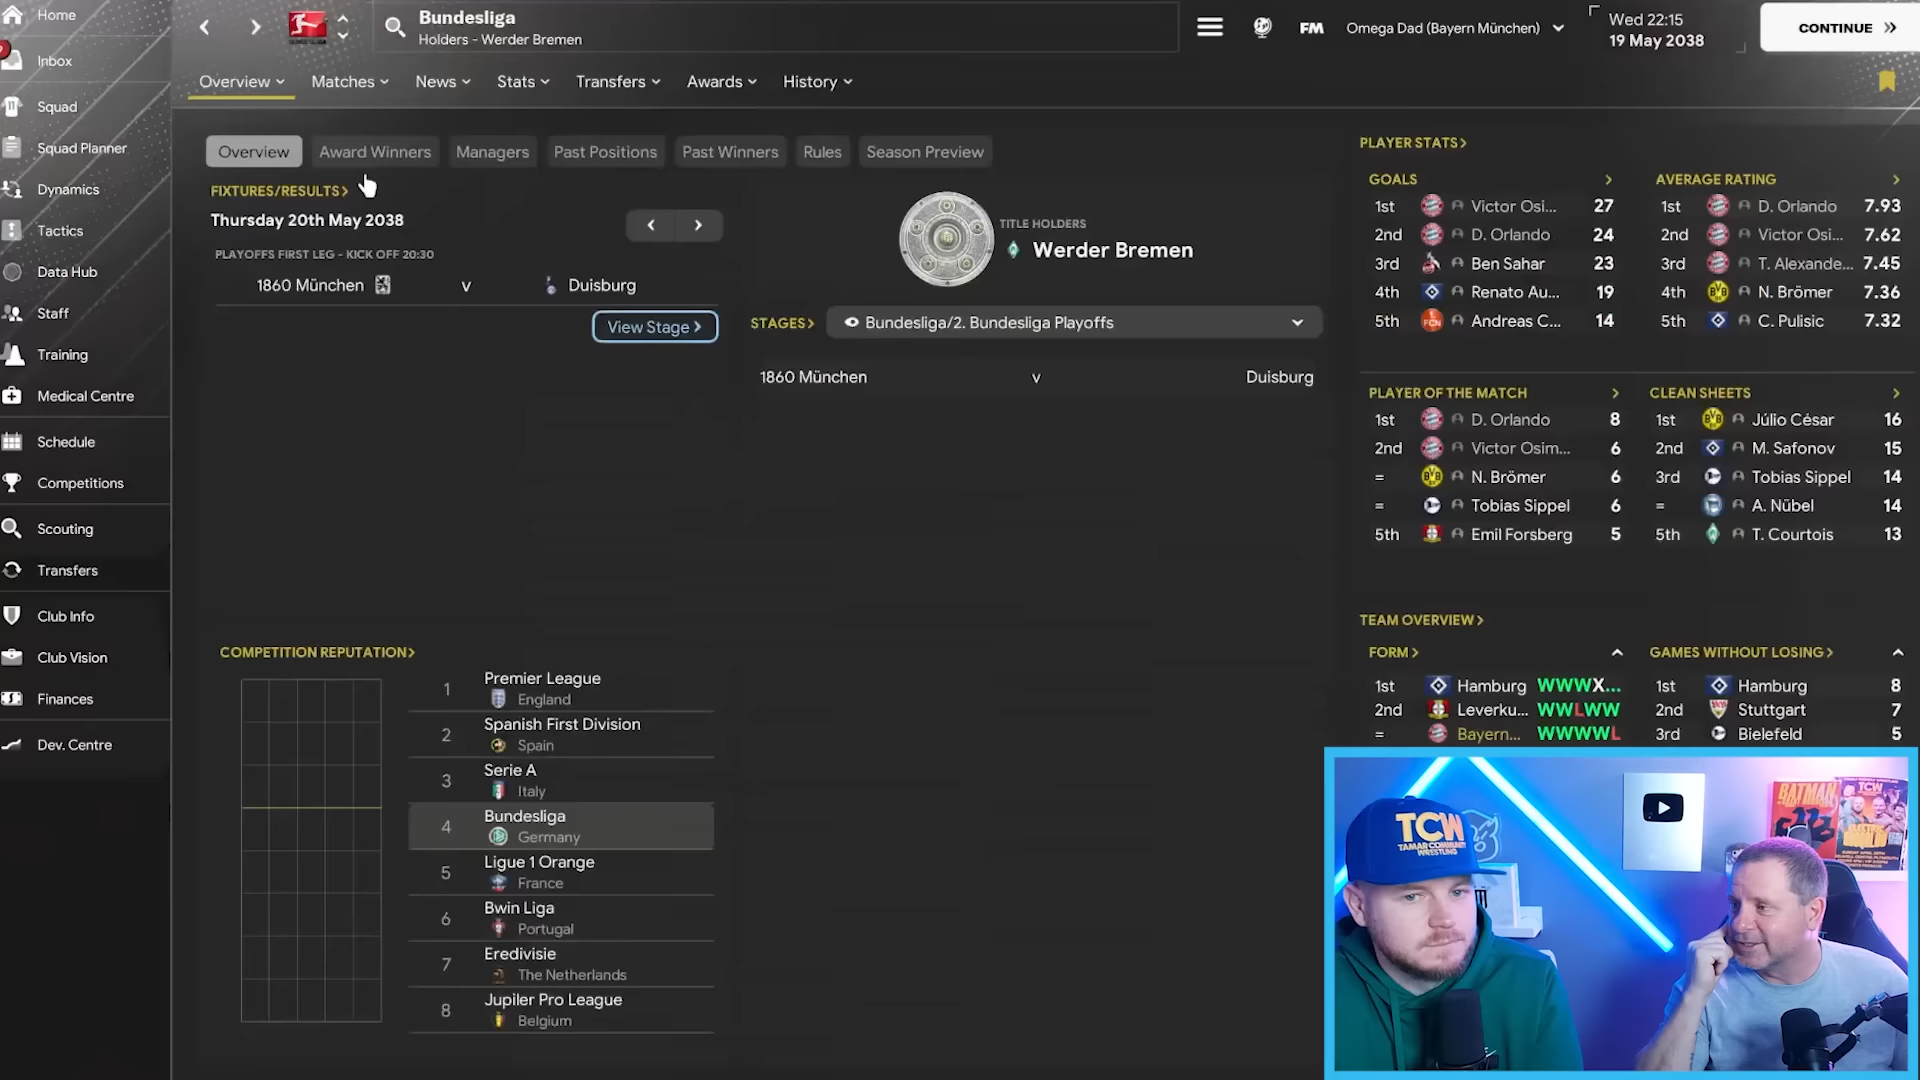 Home
Inbox
Squad
Squad Planner
Dynamics
Tactics
Data Hub
Staff
Training
Medical Centre
Schedule
Competitions
Scouting
Transfers
Club Info
Club Vision
Finances
Dev. Centre
Bundesliga
Holders - Werder Bremen
FM
Omega Dad (Bayern München)
Wed 22:15
19 May 2038
CONTINUE
Overview Matches News Stats Transfers Awards History
Overview Award Winners Managers Past Positions Past Winners Rules Season Preview
FIXTURES/RESULTS>
Thursday 20th May 2038
PLAYOFFS FIRST LEG - KICK OFF 20:30
1860 München v Duisburg
View Stage >
TITLE HOLDERS
Werder Bremen
STAGES> Bundesliga/2. Bundesliga Playoffs
1860 München v Duisburg
COMPETITION REPUTATION>
1 Premier League
England
2 Spanish First Division
Spain
3 Serie A
Italy
4 Bundesliga
Germany
5 Ligue 1 Orange
France
6 Bwin Liga
Portugal
7 Eredivisie
The Netherlands
8 Jupiler Pro League
Belgium
PLAYER STATS>
GOALS >
1st Victor Osi... 27
2nd D. Orlando 24
3rd Ben Sahar 23
4th Renato Au... 19
5th Andreas C... 14
AVERAGE RATING >
1st D. Orlando 7.93
2nd Victor Osi... 7.62
3rd T. Alexande... 7.45
4th N. Brömer 7.36
5th C. Pulisic 7.32
PLAYER OF THE MATCH >
1st D. Orlando 8
2nd Victor Osim... 6
= N. Brömer 6
= Tobias Sippel 6
5th Emil Forsberg 5
CLEAN SHEETS >
1st Júlio César 16
2nd M. Safonov 15
3rd Tobias Sippel 14
= A. Nübel 14
5th T. Courtois 13
TEAM OVERVIEW>
FORM>
1st Hamburg WWWX...
2nd Leverku... WWLWW
= Bayern... WWWWL
GAMES WITHOUT LOSING>
1st Hamburg 8
2nd Stuttgart 7
3rd Bielefeld 5
TCW
TAMAR COMMUNITY
WRESTLING
BATMAN
TCW